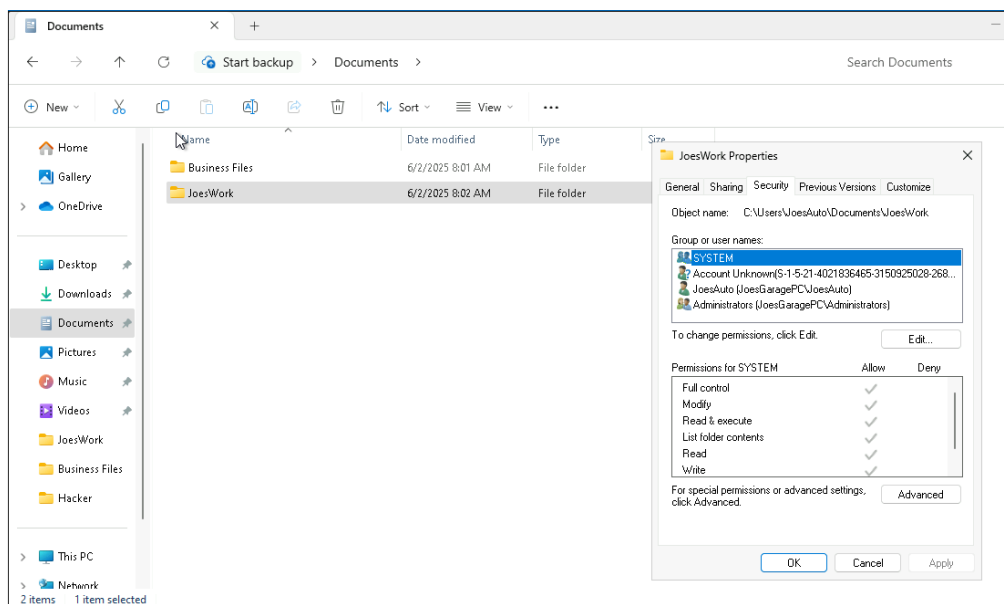 Documents
Start backup > Documents >
Search Documents
New
Sort
View
Home
Gallery
OneDrive
Desktop
Downloads
Documents
Pictures
Music
Videos
JoesWork
Business Files
Hacker
This PC
Network
Name Date modified Type Size
Business Files 6/2/2025 8:01 AM File folder
JoesWork 6/2/2025 8:02 AM File folder
2 items 1 item selected
JoesWork Properties
General Sharing Security Previous Versions Customize
Object name: C:\Users\JoesAuto\Documents\JoesWork
Group or user names:
SYSTEM
Account Unknown(S-1-5-21-4021836465-3150925028-268...
JoesAuto (JoesGaragePC\JoesAuto)
Administrators (JoesGaragePC\Administrators)
To change permissions, click Edit.
Edit...
Permissions for SYSTEM Allow Deny
Full control
Modify
Read & execute
List folder contents
Read
Write
For special permissions or advanced settings,
click Advanced.
Advanced
OK Cancel Apply